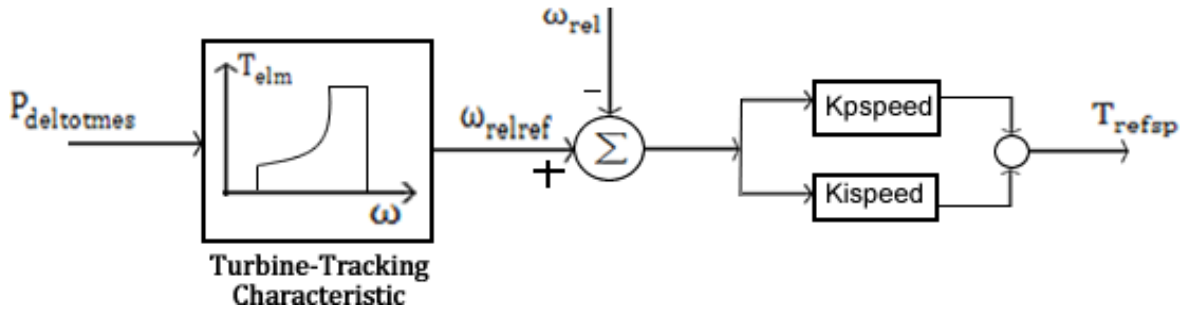 ω_rel
T_elm
P_deltotmes
ω_relref
−
+
Σ
Kpspeed
Kispeed
T_refsp
ω
Turbine-Tracking
Characteristic